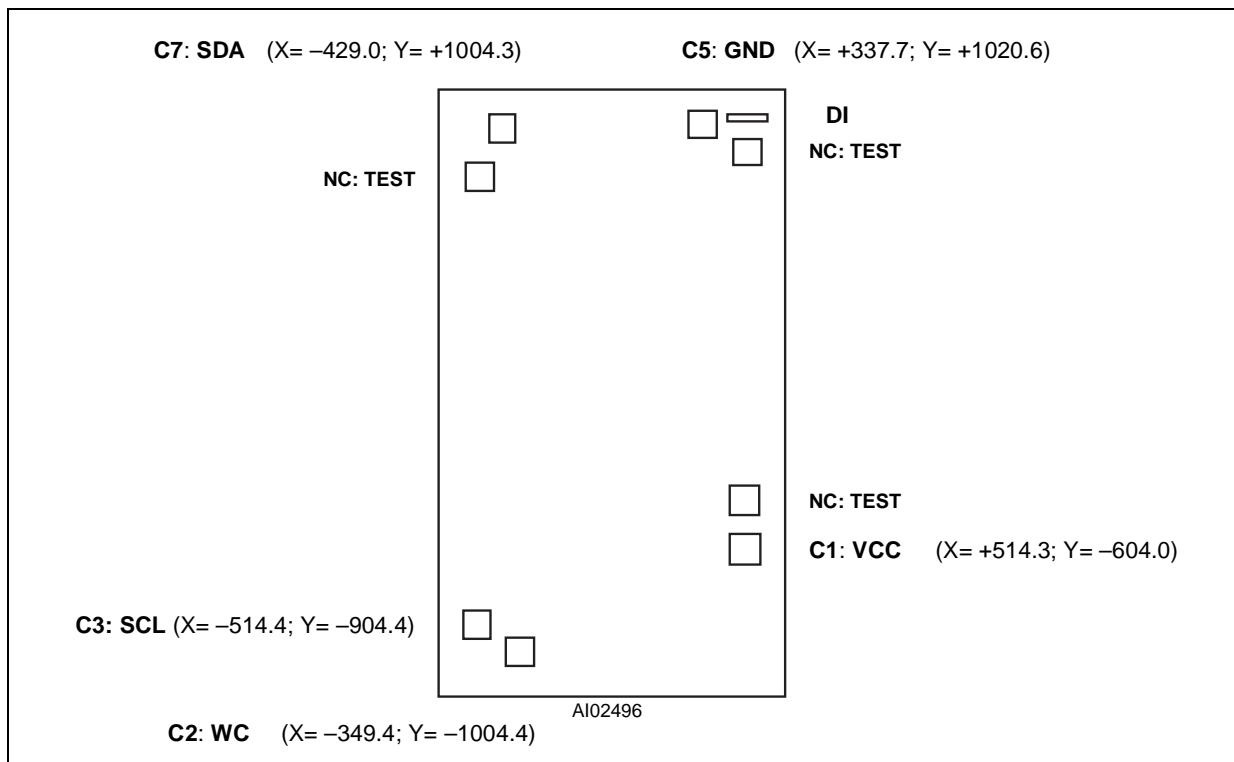 C7: SDA (X= –429.0; Y= +1004.3) C5: GND (X= +337.7; Y= +1020.6)
DI
NC: TEST
NC: TEST
NC: TEST
C1: VCC (X= +514.3; Y= –604.0)
C3: SCL (X= –514.4; Y= –904.4)
AI02496
C2: WC (X= –349.4; Y= –1004.4)